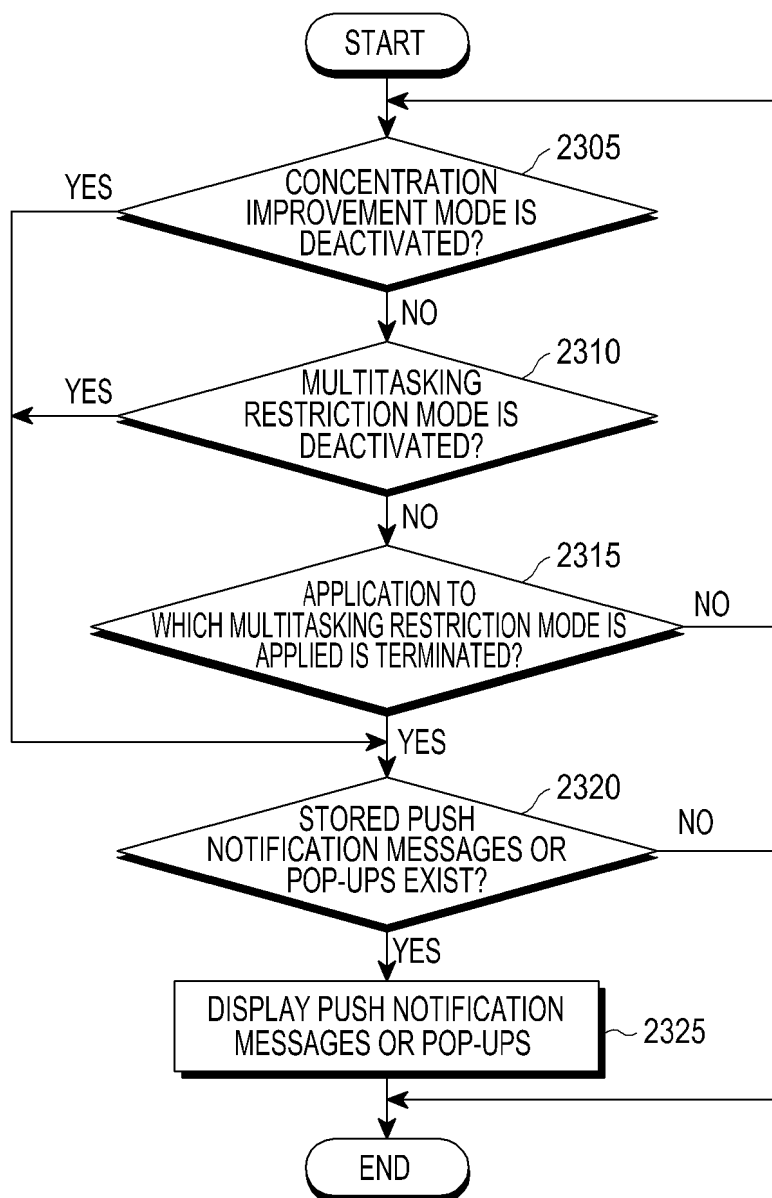 START
2305
YES
CONCENTRATION
IMPROVEMENT MODE IS
DEACTIVATED?
NO
2310
YES
MULTITASKING
RESTRICTION MODE IS
DEACTIVATED?
NO
2315
APPLICATION TO
WHICH MULTITASKING RESTRICTION MODE IS
APPLIED IS TERMINATED?
NO
YES
2320
STORED PUSH
NOTIFICATION MESSAGES OR
POP-UPS EXIST?
NO
YES
DISPLAY PUSH NOTIFICATION
MESSAGES OR POP-UPS
2325
END